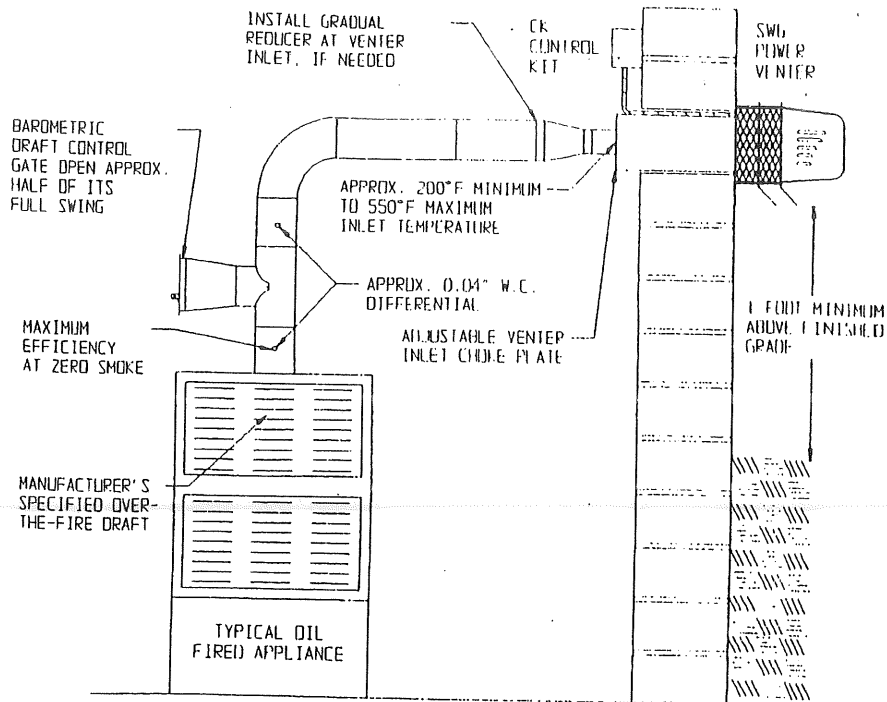 INSTALL GRADUAL
REDUCER AT VENTER
INLET, IF NEEDED
CK
CONTROL
KIT
SWG
POWER
VENTER
BAROMETRIC
DRAFT CONTROL
GATE OPEN APPROX.
HALF OF ITS
FULL SWING
APPROX. 200°F MINIMUM
TO 550°F MAXIMUM
INLET TEMPERATURE
APPROX. 0.04" W.C.
DIFFERENTIAL
MAXIMUM
EFFICIENCY
AT ZERO SMOKE
ADJUSTABLE VENTER
INLET CHOKE PLATE
1 FOOT MINIMUM
ABOVE FINISHED
GRADE
MANUFACTURER'S
SPECIFIED OVER-
THE-FIRE DRAFT
TYPICAL OIL
FIRED APPLIANCE